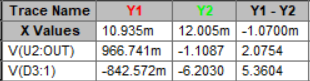 Trace Name Y1 Y2 Y1 - Y2
X Values 10.935m 12.005m -1.0700m
V(U2:OUT) 966.741m -1.1087 2.0754
V(D3:1) -842.572m -6.2030 5.3604